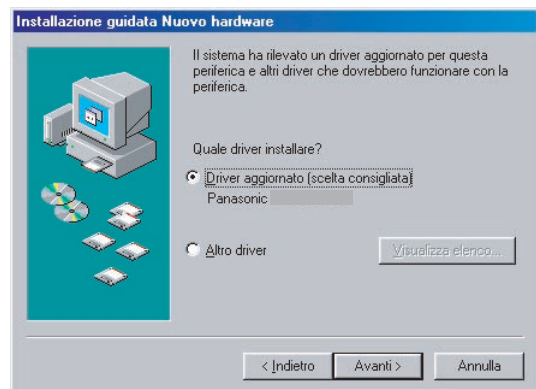 Installazione guidata Nuovo hardware
Il sistema ha rilevato un driver aggiornato per questa
periferica e altri driver che dovrebbero funzionare con la
periferica.
Quale driver installare?
Driver aggiornato (scelta consigliata)
Panasonic
Altro driver
Visualizza elenco...
< Indietro
Avanti >
Annulla